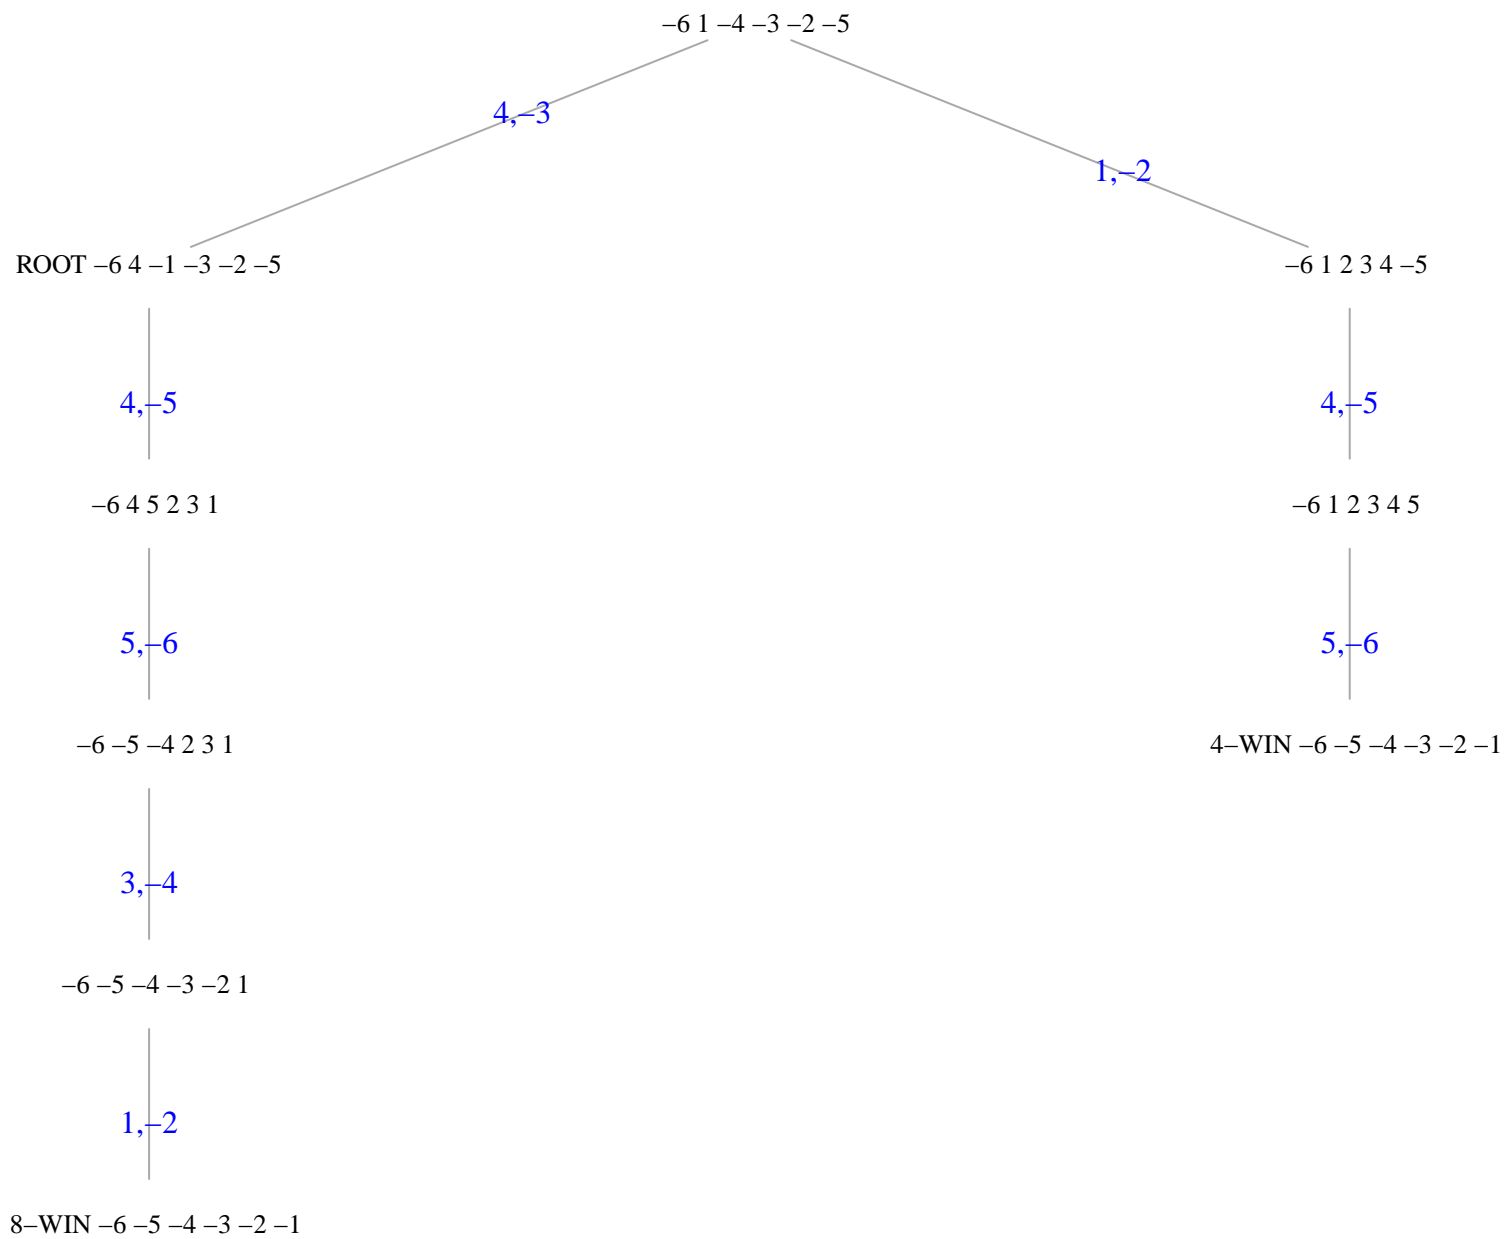 –6 1 –4 –3 –2 –5
4,–3
1,–2
ROOT –6 4 –1 –3 –2 –5
–6 1 2 3 4 –5
4,–5
4,–5
–6 4 5 2 3 1
–6 1 2 3 4 5
5,–6
5,–6
–6 –5 –4 2 3 1
4–WIN –6 –5 –4 –3 –2 –1
3,–4
–6 –5 –4 –3 –2 1
1,–2
8–WIN –6 –5 –4 –3 –2 –1